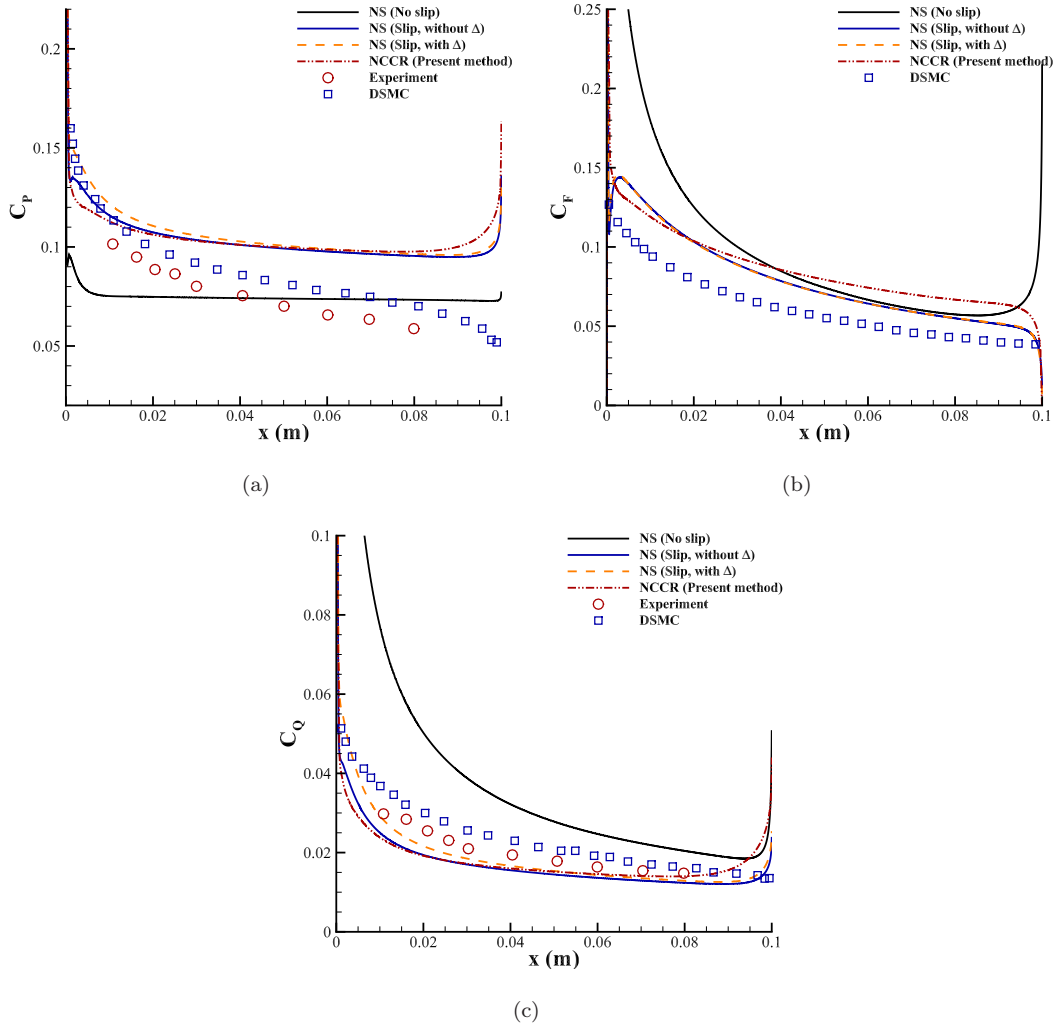 NS (No slip)
NS (Slip, without Δ)
NS (Slip, with Δ)
NCCR (Present method)
Experiment
DSMC
0.2
0.15
0.1
0.05
C_P
0
0.02
0.04
0.06
0.08
0.1
x (m)
(a)
NS (No slip)
NS (Slip, without Δ)
NS (Slip, with Δ)
NCCR (Present method)
DSMC
0.25
0.2
0.15
0.1
0.05
0
C_F
0
0.02
0.04
0.06
0.08
0.1
x (m)
(b)
NS (No slip)
NS (Slip, without Δ)
NS (Slip, with Δ)
NCCR (Present method)
Experiment
DSMC
0.1
0.08
0.06
0.04
0.02
0
C_Q
0
0.02
0.04
0.06
0.08
0.1
x (m)
(c)